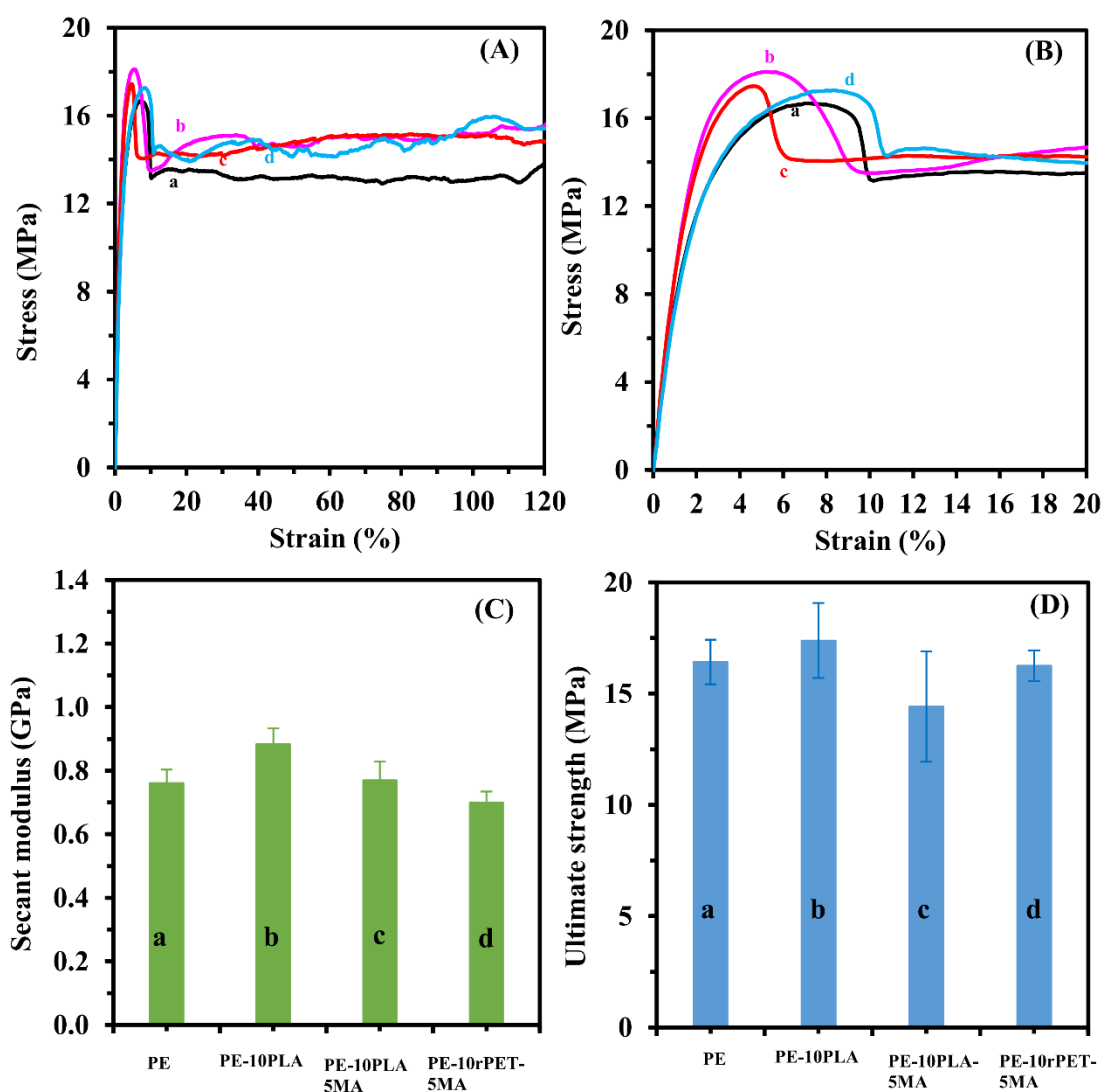 (A)
20
16
12
8
4
0
Stress (MPa)
b
c
d
a
0 20 40 60 80 100 120
Strain (%)
(B)
20
16
12
8
4
0
Stress (MPa)
b
d
a
c
0 2 4 6 8 10 12 14 16 18 20
Strain (%)
(C)
1.4
1.2
1.0
0.8
0.6
0.4
0.2
0.0
Secant modulus (GPa)
a b c d
PE PE-10PLA PE-10PLA PE-10rPET-
5MA 5MA
(D)
20
15
10
5
0
Ultimate strength (MPa)
a b c d
PE PE-10PLA PE-10PLA- PE-10rPET-
5MA 5MA